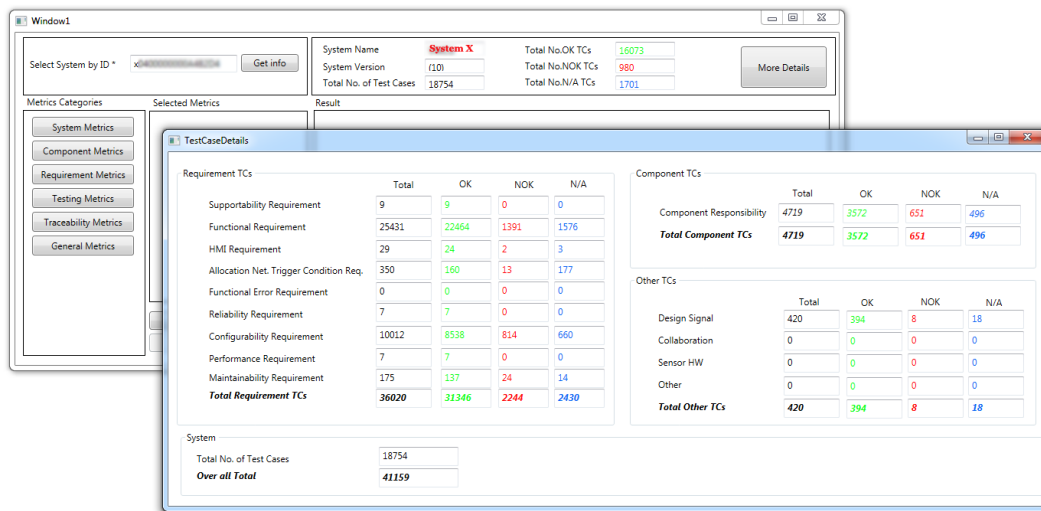 Window1
Select System by ID *
Get info
System Name System X Total No.OK TCs 16073
System Version (10) Total No.NOK TCs 980
Total No. of Test Cases 18754 Total No.N/A TCs 1701
More Details
Metrics Categories Selected Metrics Result
System Metrics
Component Metrics
Requirement Metrics
Testing Metrics
Traceability Metrics
General Metrics
TestCaseDetails
Requirement TCs
Total OK NOK N/A
Supportability Requirement 9 9 0 0
Functional Requirement 25431 22464 1391 1576
HMI Requirement 29 24 2 3
Allocation Net. Trigger Condition Req. 350 160 13 177
Functional Error Requirement 0 0 0 0
Reliability Requirement 7 7 0 0
Configurability Requirement 10012 8538 814 660
Performance Requirement 7 7 0 0
Maintainability Requirement 175 137 24 14
Total Requirement TCs 36020 31346 2244 2430
Component TCs
Total OK NOK N/A
Component Responsibility 4719 3572 651 496
Total Component TCs 4719 3572 651 496
Other TCs
Total OK NOK N/A
Design Signal 420 394 8 18
Collaboration 0 0 0 0
Sensor HW 0 0 0 0
Other 0 0 0 0
Total Other TCs 420 394 8 18
System
Total No. of Test Cases 18754
Over all Total 41159